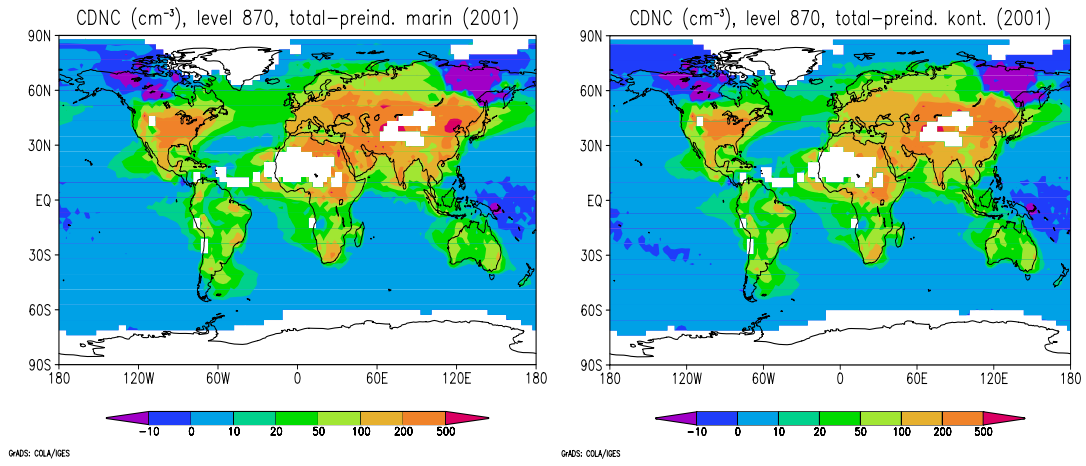 CDNC (cm⁻³), level 870, total-preind. marin (2001)
90N
60N
30N
EQ
30S
60S
90S
180 120W 60W 0 60E 120E 180
-10 0 10 20 50 100 200 500
GrADS: COLA/IGES
CDNC (cm⁻³), level 870, total-preind. kont. (2001)
90N
60N
30N
EQ
30S
60S
90S
180 120W 60W 0 60E 120E 180
-10 0 10 20 50 100 200 500
GrADS: COLA/IGES